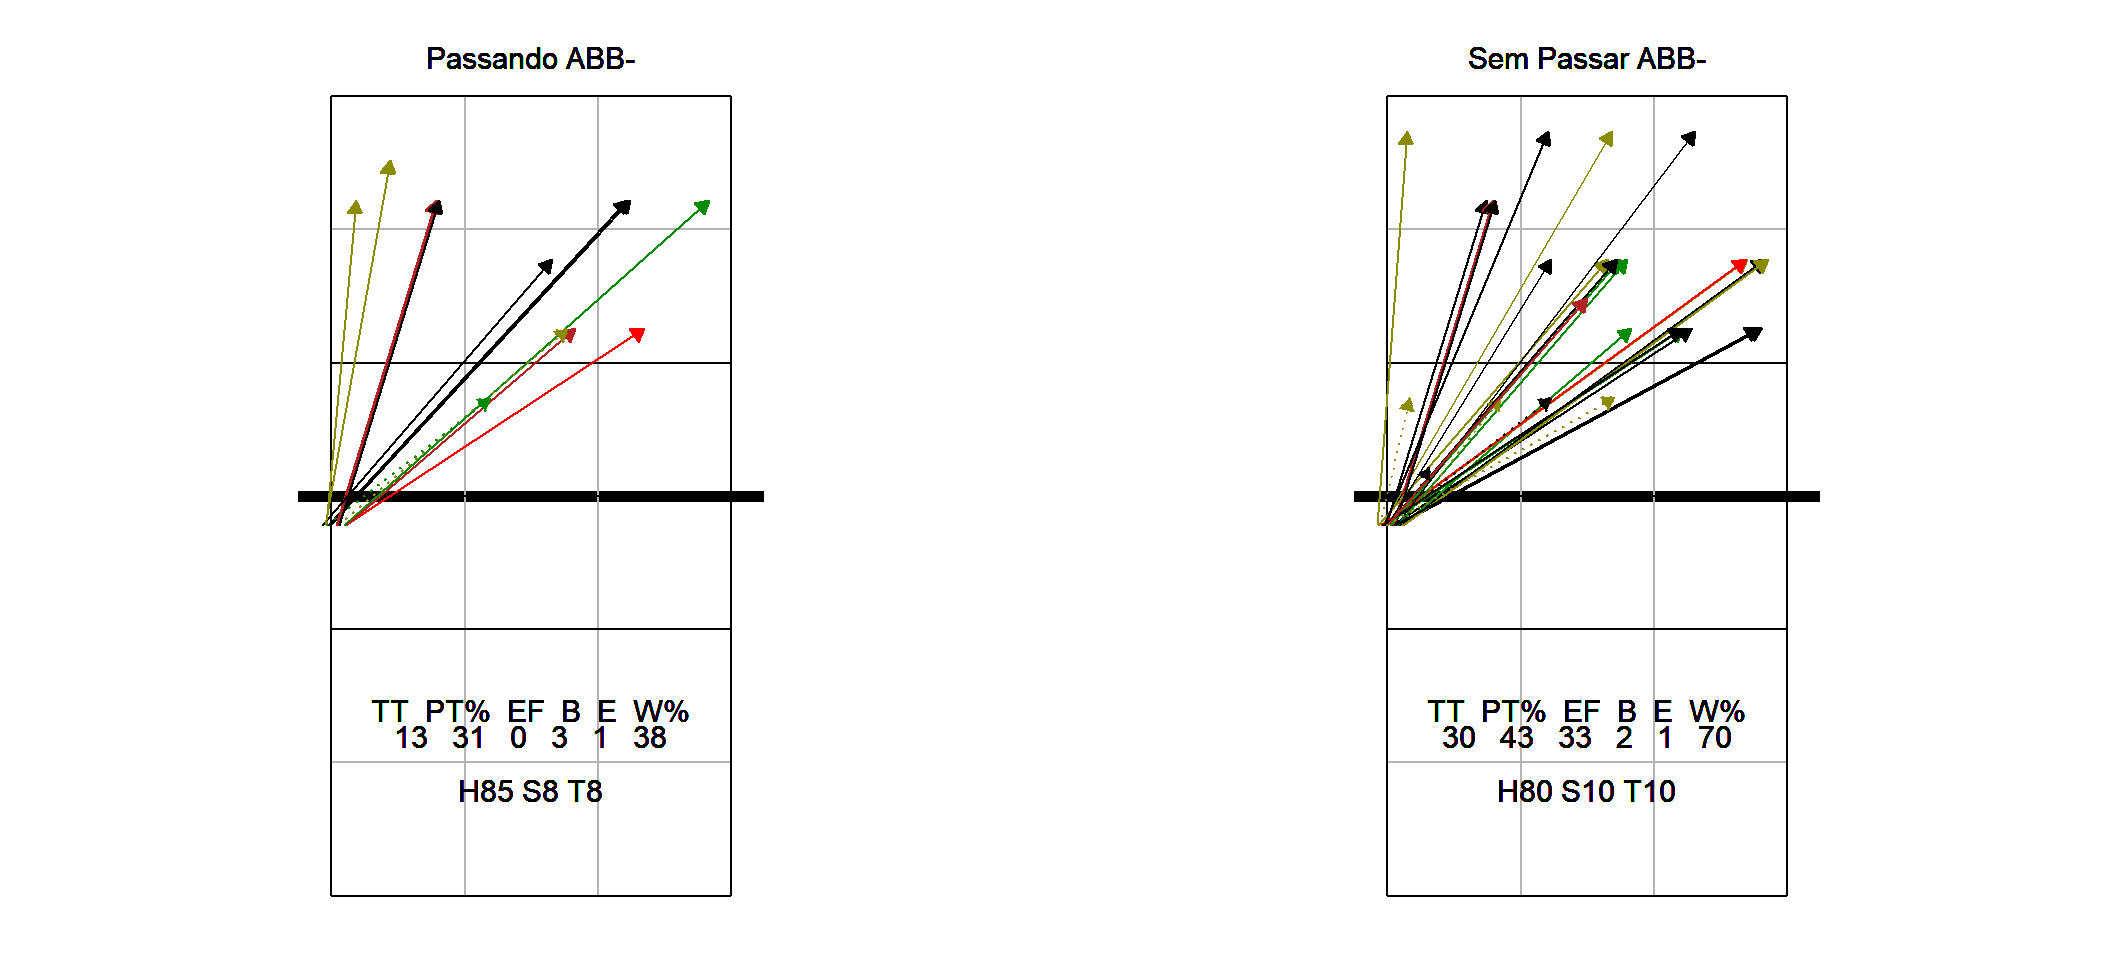 Passando ABB-
TT PT% EF B E W%
13 31 0 3 1 38
H85 S8 T8
Sem Passar ABB-
TT PT% EF B E W%
30 43 33 2 1 70
H80 S10 T10